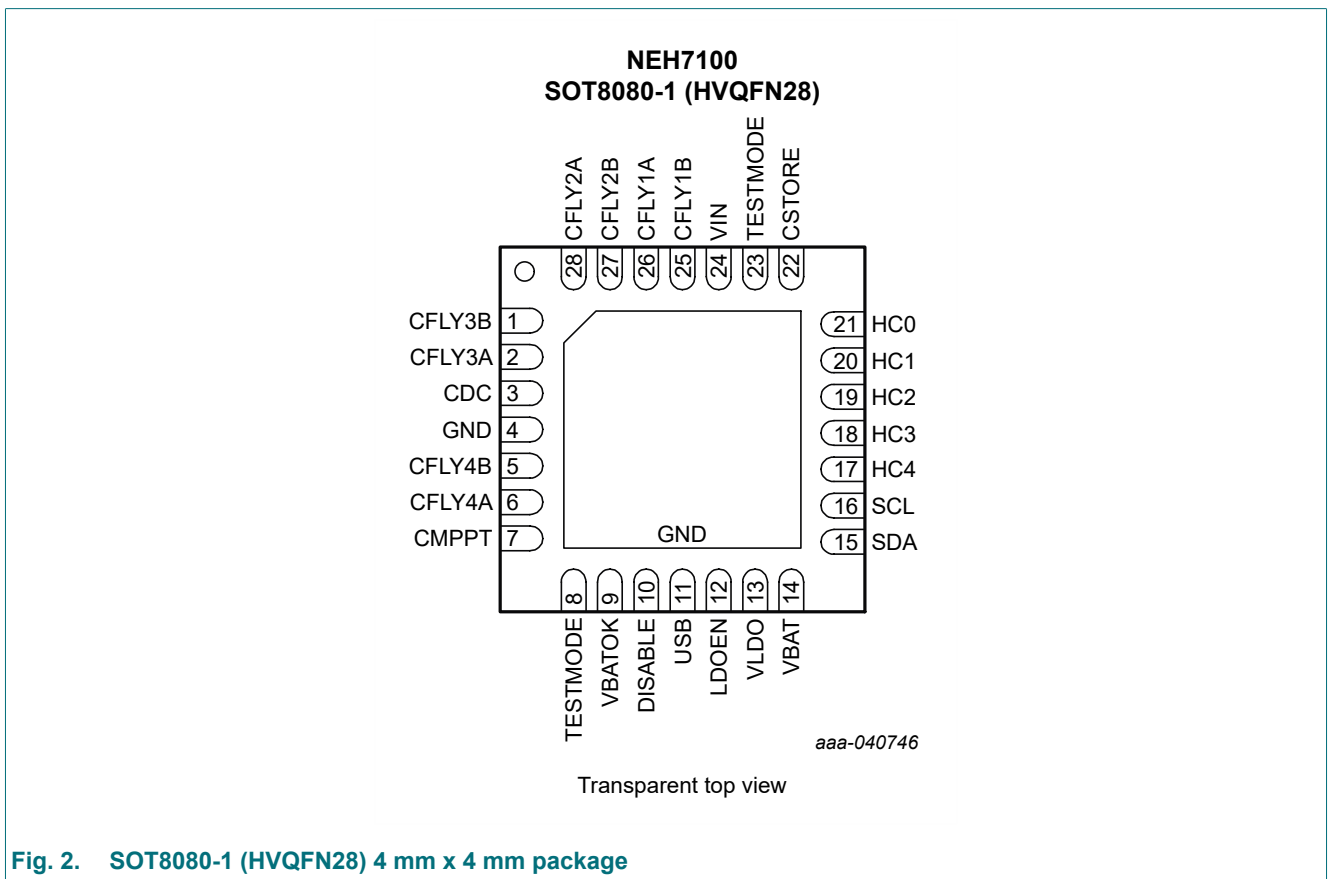 NEH7100
SOT8080-1 (HVQFN28)
CFLY2A
CFLY2B
CFLY1A
CFLY1B
VIN
TESTMODE
CSTORE
28
27
26
25
24
23
22
CFLY3B 1
CFLY3A 2
CDC 3
GND 4
CFLY4B 5
CFLY4A 6
CMPPT 7
21 HC0
20 HC1
19 HC2
18 HC3
17 HC4
16 SCL
15 SDA
GND
8
9
10
11
12
13
14
TESTMODE
VBATOK
DISABLE
USB
LDOEN
VLDO
VBAT
aaa-040746
Transparent top view
Fig. 2. SOT8080-1 (HVQFN28) 4 mm x 4 mm package